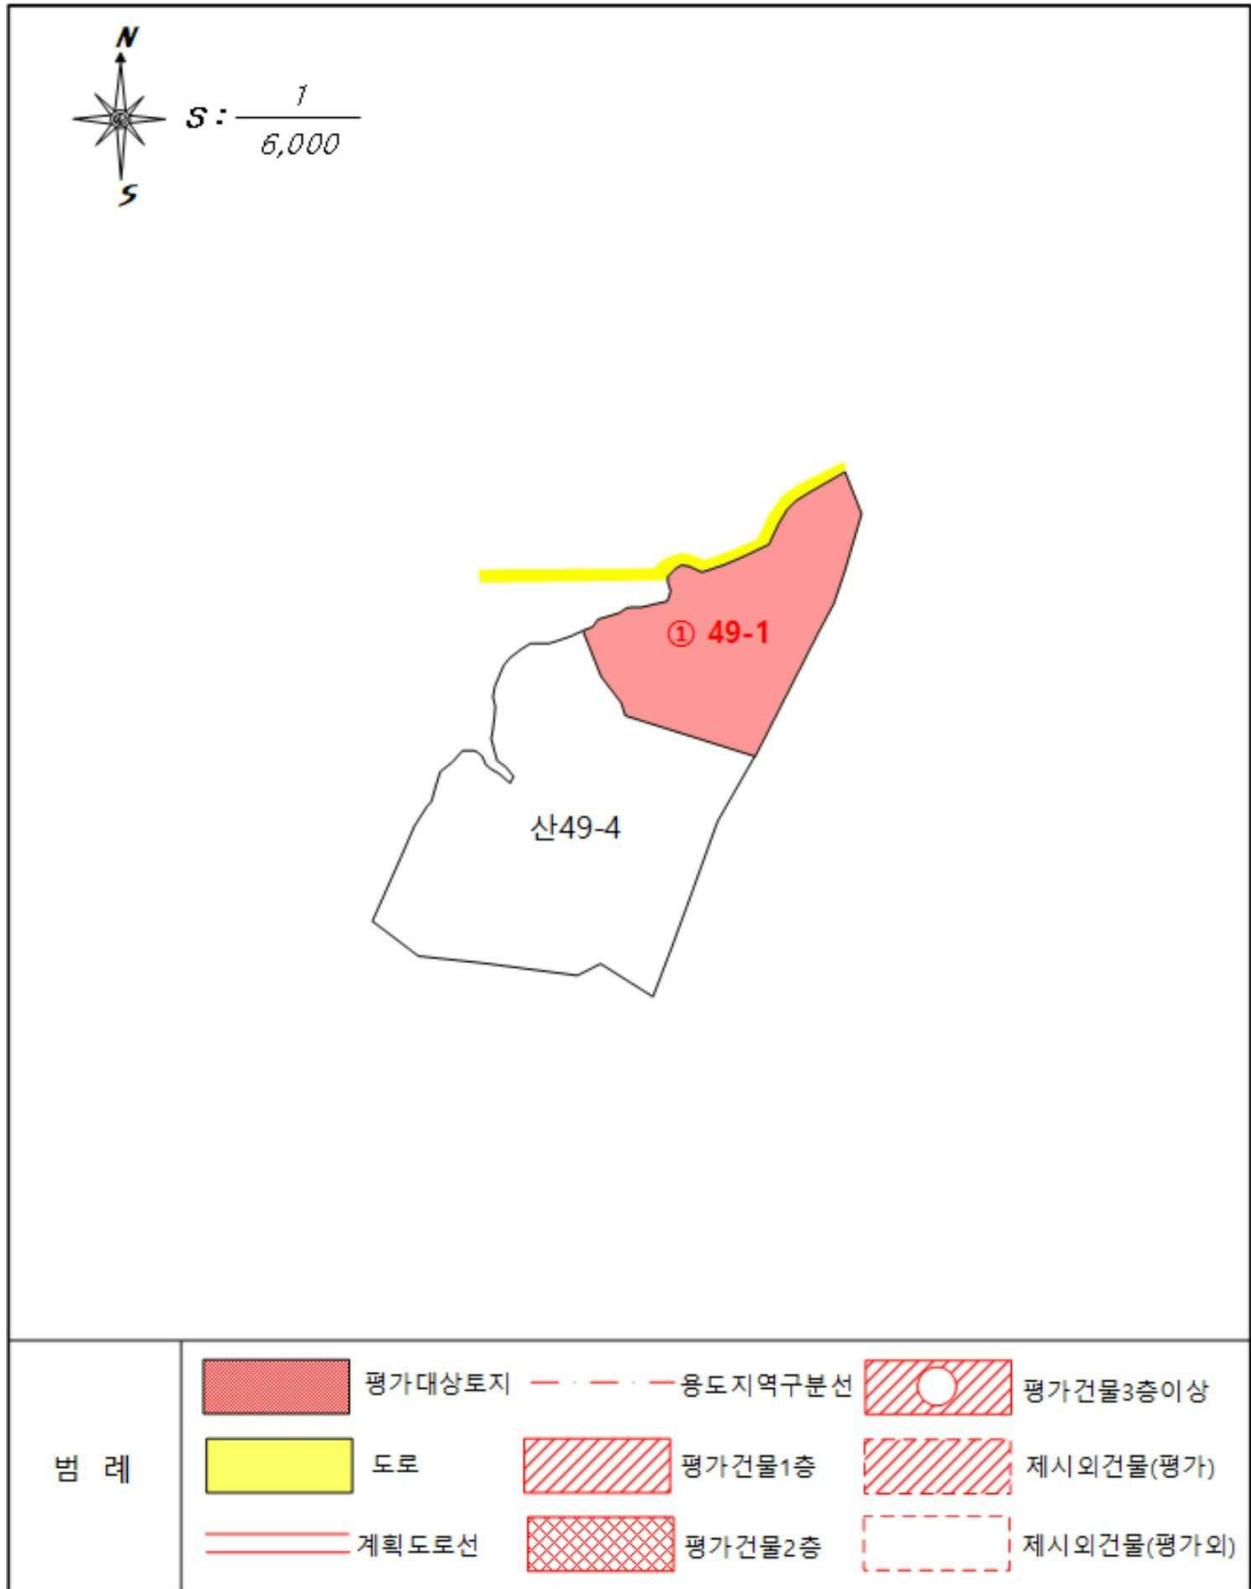 N
S : 1
6,000
S
① 49-1
산49-4
범 례
평가대상토지
용도지역구분선
평가건물3층이상
도로
평가건물1층
제시외건물(평가)
계획도로선
평가건물2층
제시외건물(평가외)